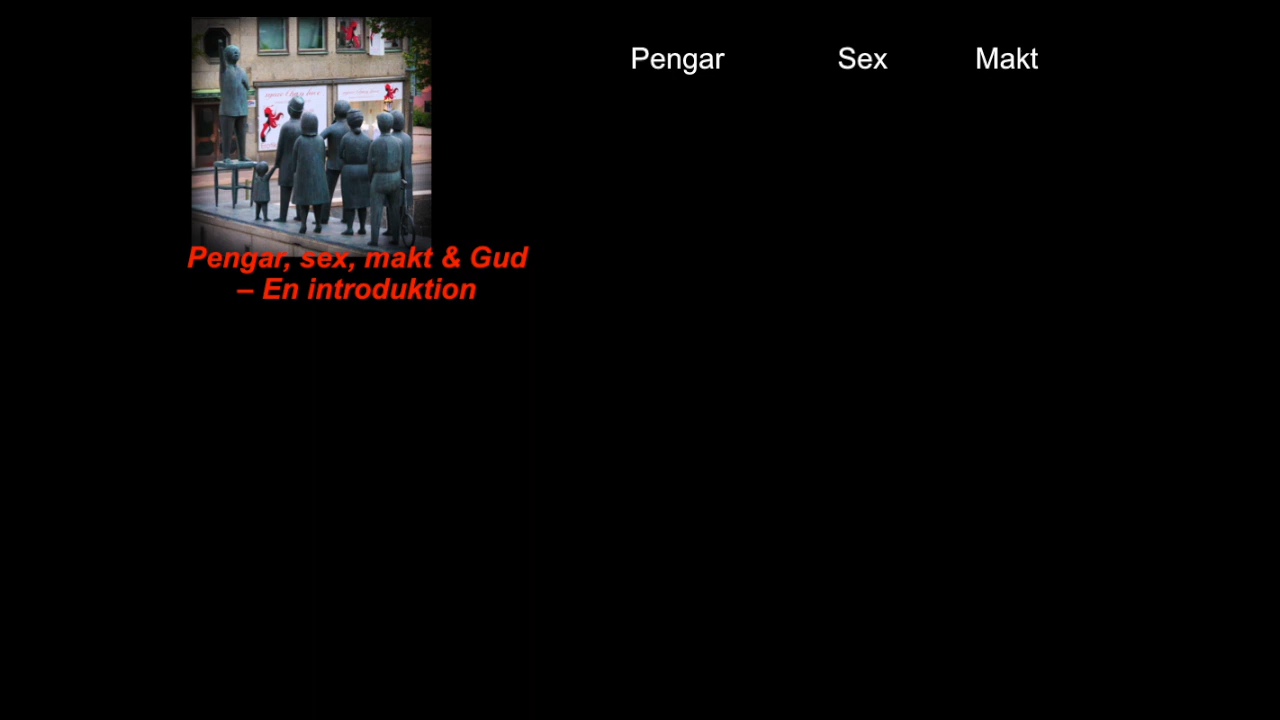 Pengar Sex Makt
Pengar, sex, makt & Gud
– En introduktion